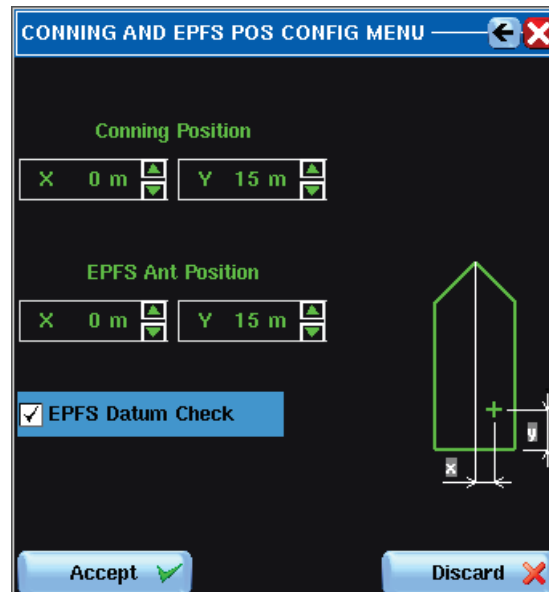 CONNING AND EPFS POS CONFIG MENU
Conning Position
X 0 m Y 15 m
EPFS Ant Position
X 0 m Y 15 m
EPFS Datum Check
y
x
Accept Discard